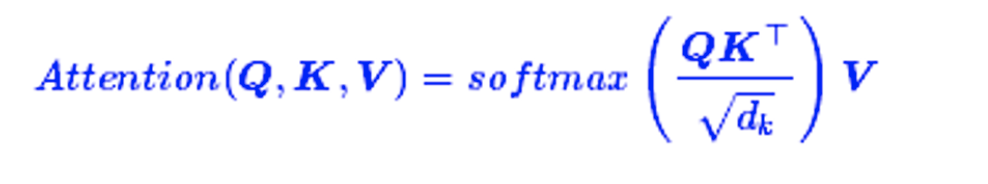 Attention(Q, K, V) = softmax(QK^⊤ / √d_k) V